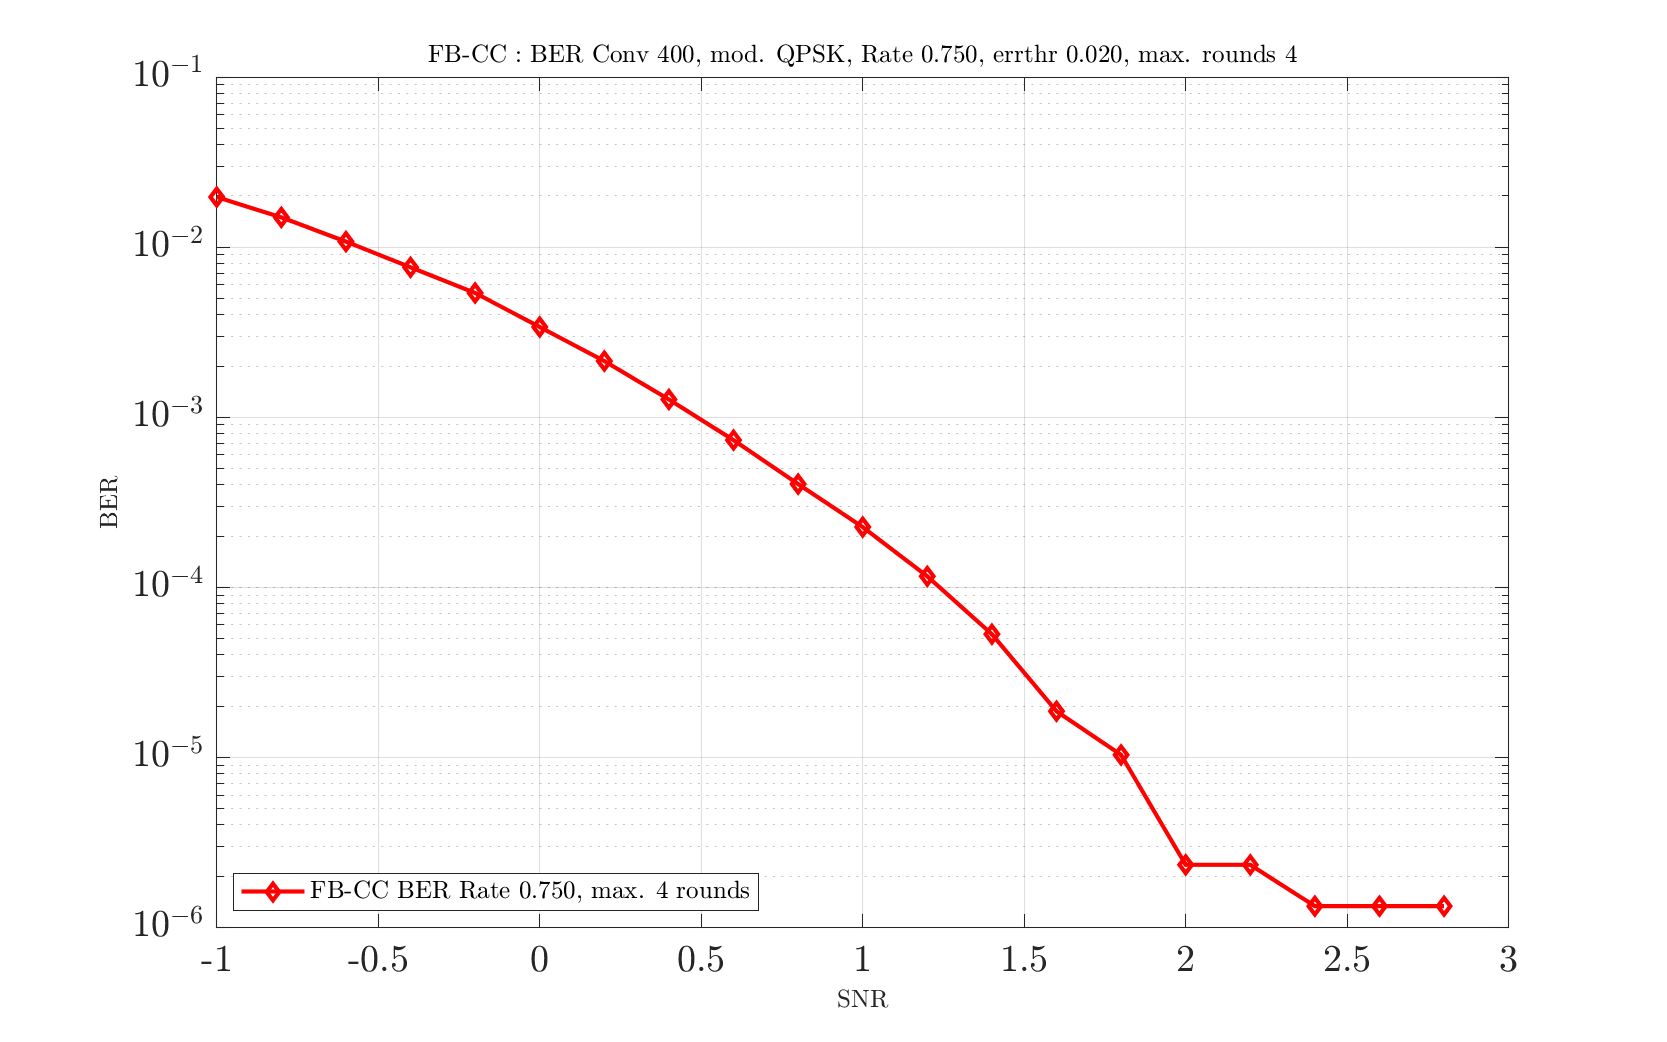 FB-CC : BER Conv 400, mod. QPSK, Rate 0.750, errthr 0.020, max. rounds 4
10⁻¹
10⁻²
10⁻³
10⁻⁴
10⁻⁵
10⁻⁶
BER
FB-CC BER Rate 0.750, max. 4 rounds
-1 -0.5 0 0.5 1 1.5 2 2.5 3
SNR